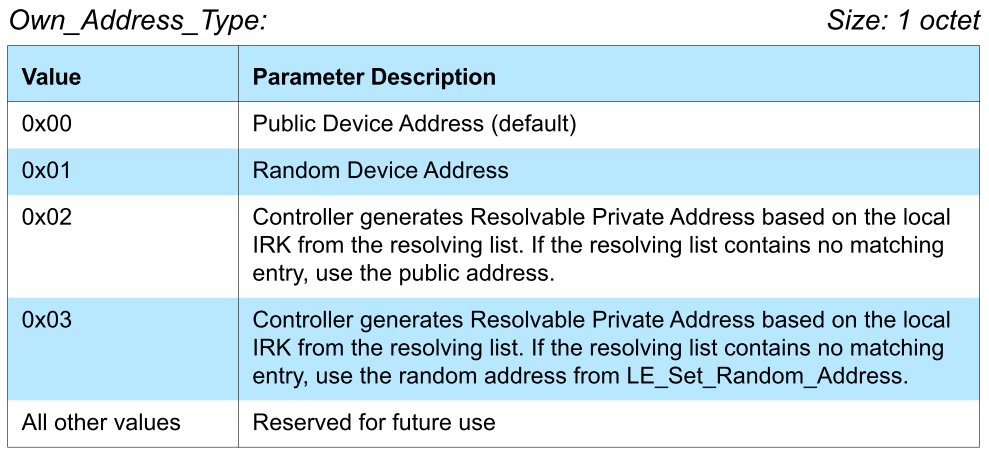 Own_Address_Type: Size: 1 octet
Value Parameter Description
0x00 Public Device Address (default)
0x01 Random Device Address
0x02 Controller generates Resolvable Private Address based on the local
IRK from the resolving list. If the resolving list contains no matching
entry, use the public address.
0x03 Controller generates Resolvable Private Address based on the local
IRK from the resolving list. If the resolving list contains no matching
entry, use the random address from LE_Set_Random_Address.
All other values Reserved for future use